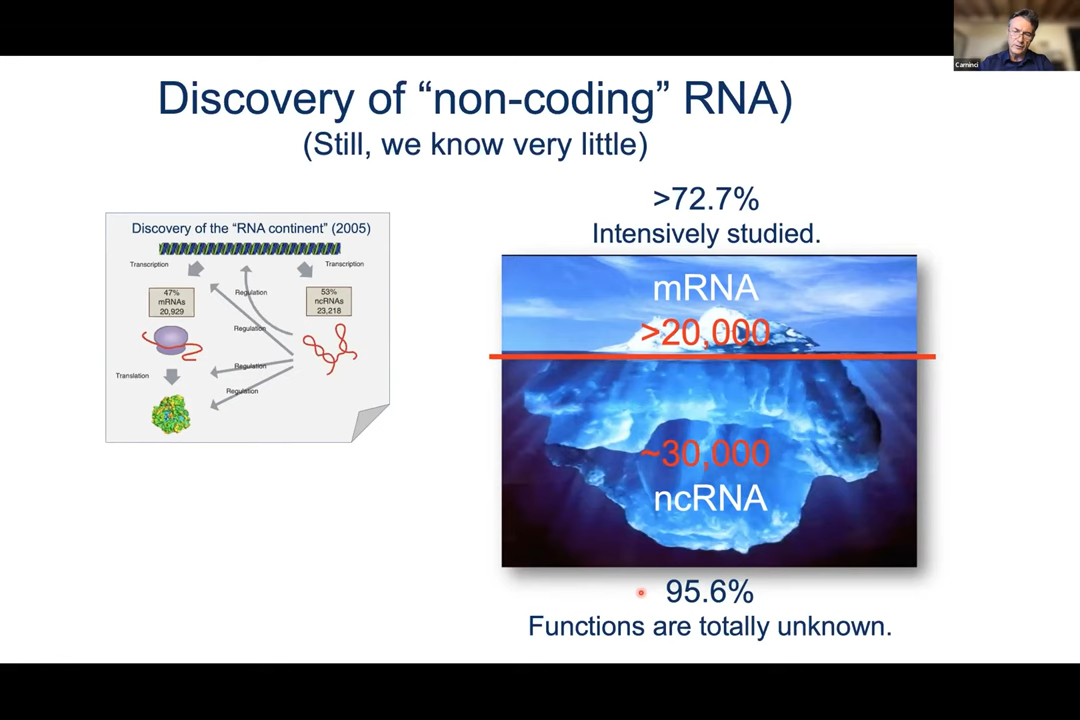 Carninci
Discovery of “non-coding” RNA)
(Still, we know very little)
Discovery of the “RNA continent” (2005)
Transcription
Transcription
47%
mRNAs
20,929
Regulation
53%
ncRNAs
23,218
Regulation
Regulation
Translation
Regulation
>72.7%
Intensively studied.
mRNA
>20,000
~30,000
ncRNA
95.6%
Functions are totally unknown.